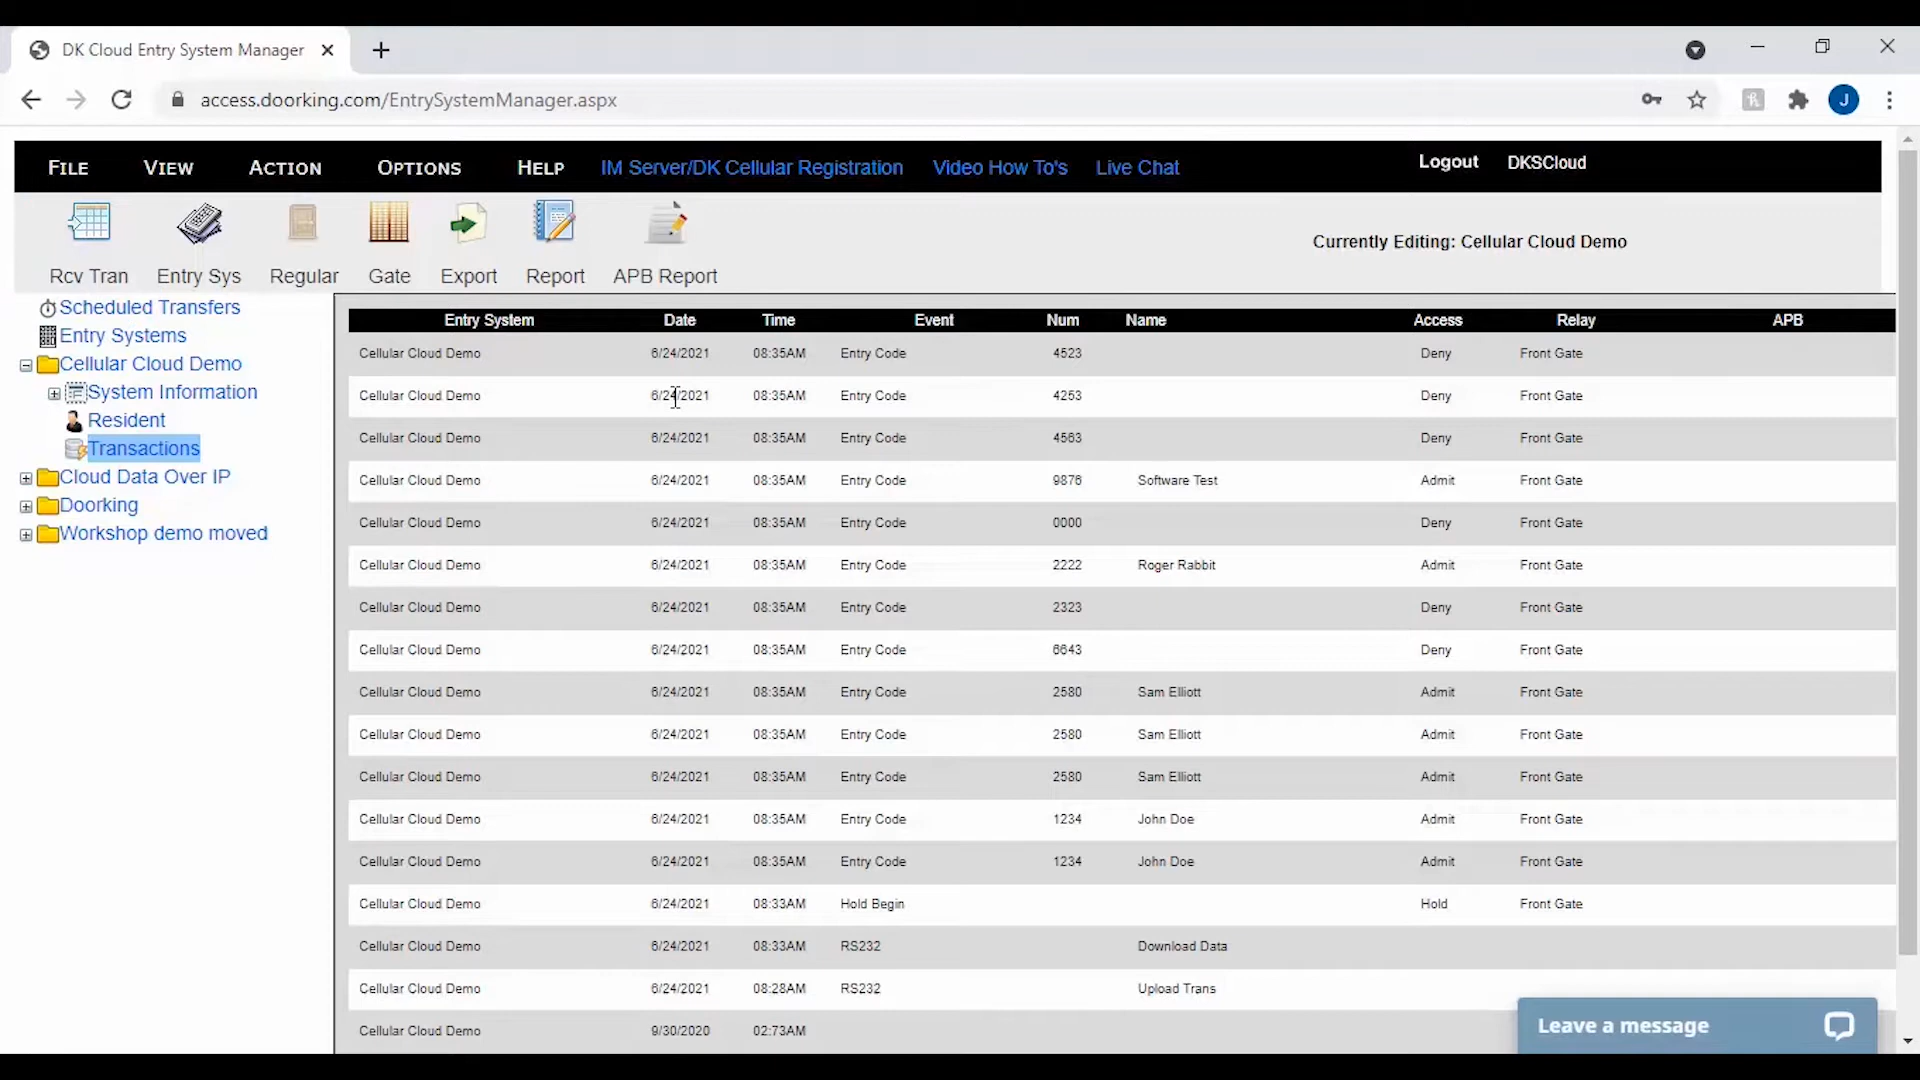 DK Cloud Entry System Manager
access.doorking.com/EntrySystemManager.aspx
J
FILE VIEW ACTION OPTIONS HELP IM Server/DK Cellular Registration Video How To's Live Chat Logout DKSCloud
Rcv Tran Entry Sys Regular Gate Export Report APB Report
Currently Editing: Cellular Cloud Demo
Scheduled Transfers
Entry Systems
Cellular Cloud Demo
System Information
Resident
Transactions
Cloud Data Over IP
Doorking
Workshop demo moved
Entry System Date Time Event Num Name Access Relay APB
Cellular Cloud Demo 6/24/2021 08:35AM Entry Code 4523 Deny Front Gate
Cellular Cloud Demo 6/24/2021 08:35AM Entry Code 4253 Deny Front Gate
Cellular Cloud Demo 6/24/2021 08:35AM Entry Code 4563 Deny Front Gate
Cellular Cloud Demo 6/24/2021 08:35AM Entry Code 9876 Software Test Admit Front Gate
Cellular Cloud Demo 6/24/2021 08:35AM Entry Code 0000 Deny Front Gate
Cellular Cloud Demo 6/24/2021 08:35AM Entry Code 2222 Roger Rabbit Admit Front Gate
Cellular Cloud Demo 6/24/2021 08:35AM Entry Code 2323 Deny Front Gate
Cellular Cloud Demo 6/24/2021 08:35AM Entry Code 6643 Deny Front Gate
Cellular Cloud Demo 6/24/2021 08:35AM Entry Code 2580 Sam Elliott Admit Front Gate
Cellular Cloud Demo 6/24/2021 08:35AM Entry Code 2580 Sam Elliott Admit Front Gate
Cellular Cloud Demo 6/24/2021 08:35AM Entry Code 2580 Sam Elliott Admit Front Gate
Cellular Cloud Demo 6/24/2021 08:35AM Entry Code 1234 John Doe Admit Front Gate
Cellular Cloud Demo 6/24/2021 08:35AM Entry Code 1234 John Doe Admit Front Gate
Cellular Cloud Demo 6/24/2021 08:33AM Hold Begin Hold Front Gate
Cellular Cloud Demo 6/24/2021 08:33AM RS232 Download Data
Cellular Cloud Demo 6/24/2021 08:28AM RS232 Upload Trans
Cellular Cloud Demo 9/30/2020 02:73AM
Leave a message